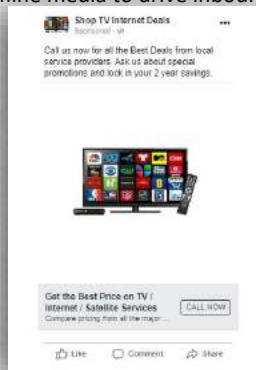 Shop TV Internet Deals
Sponsored
Call us now for all the Best Deals from local
service providers. Ask us about special
promotions and lock in your 2 year savings.
Get the Best Price on TV /
Internet / Satellite Services
Compare pricing from all the major ...
CALL NOW
Like Comment Share